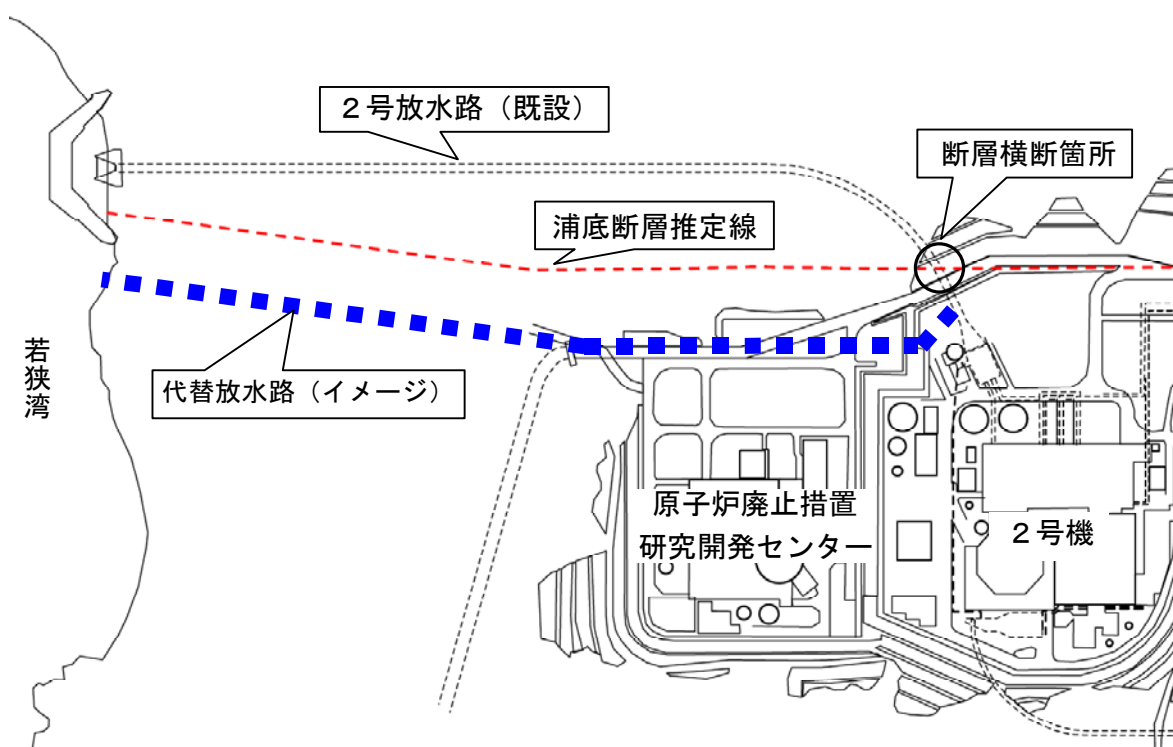 ２号放水路（既設）
断層横断箇所
浦底断層推定線
若狭湾
代替放水路（イメージ）
原子炉廃止措置
研究開発センター
２号機